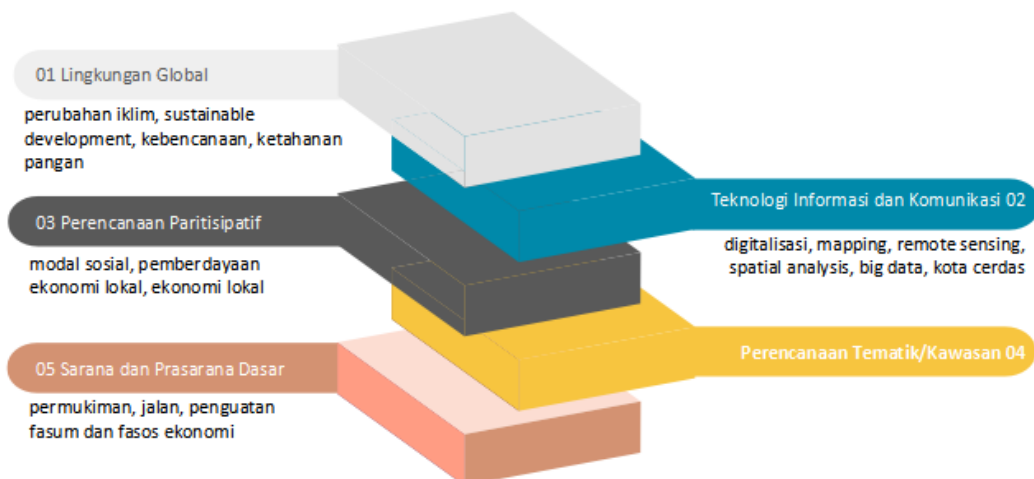 01 Lingkungan Global
perubahan iklim, sustainable
development, kebencanaan, ketahanan
pangan
Teknologi Informasi dan Komunikasi 02
digitalisasi, mapping, remote sensing,
spatial analysis, big data, kota cerdas
03 Perencanaan Paritisipatif
modal sosial, pemberdayaan
ekonomi lokal, ekonomi lokal
Perencanaan Tematik/Kawasan 04
05 Sarana dan Prasarana Dasar
permukiman, jalan, penguatan
fasum dan fasos ekonomi